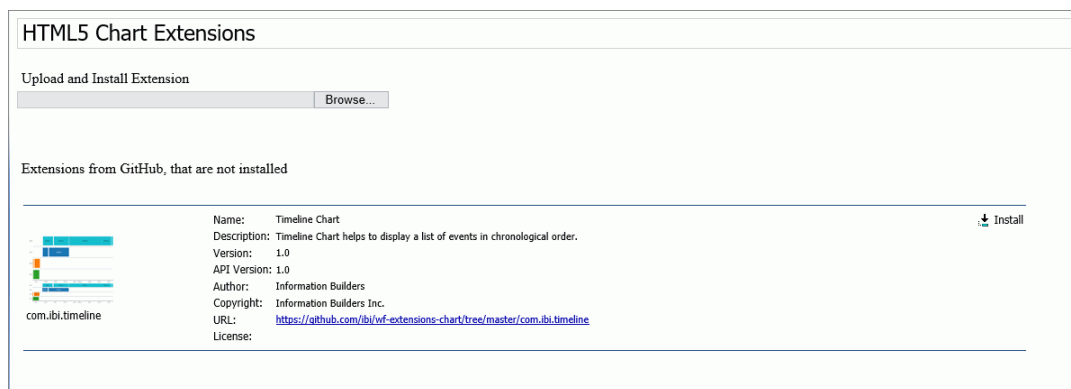 HTML5 Chart Extensions
Upload and Install Extension
Browse...
Extensions from GitHub, that are not installed
Name: Timeline Chart
Install
Description: Timeline Chart helps to display a list of events in chronological order.
Version: 1.0
API Version: 1.0
Author: Information Builders
Copyright: Information Builders Inc.
com.ibi.timeline
URL: https://github.com/ibi/wf-extensions-chart/tree/master/com.ibi.timeline
License: